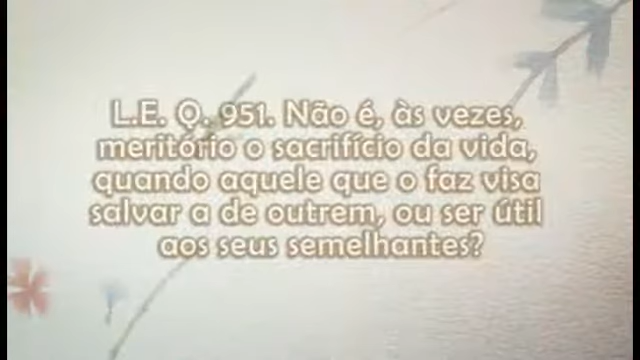 L.E. Q. 951. Não é, às vezes,
meritório o sacrifício da vida,
quando aquele que o faz visa
salvar a de outrem, ou ser útil
aos seus semelhantes?